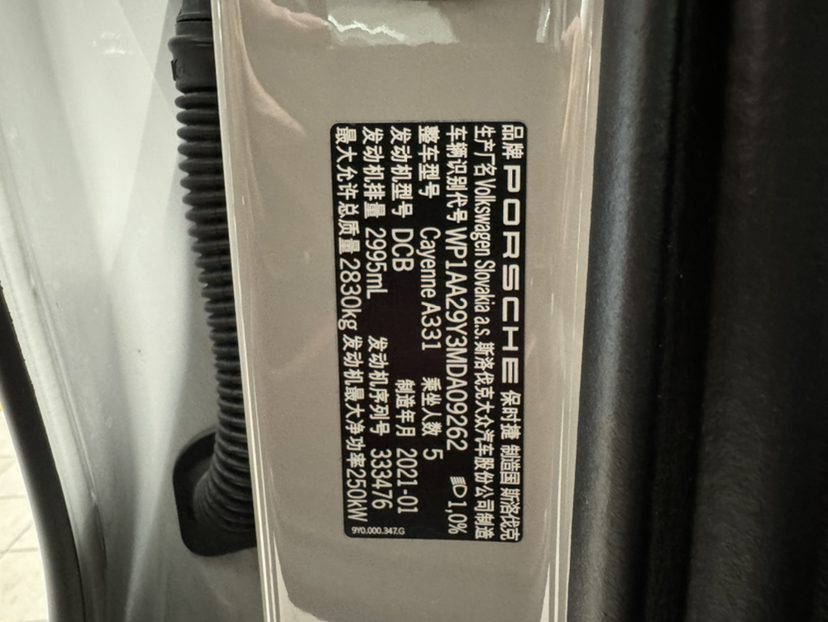 品牌 PORSCHE 保时捷 制造国 斯洛伐克
生产厂名 Volkswagen Slovakia a.s. 斯洛伐克大众汽车股份公司制造
车辆识别代号 WP1AA29Y3MDA09262 1,0%
整车型号 Cayenne A331 乘坐人数 5
发动机型号 DCB 制造年月 2021-01
发动机排量 2995mL 发动机序列号 333476
最大允许总质量 2830kg 发动机最大净功率 250kW
9Y0.000.347.G